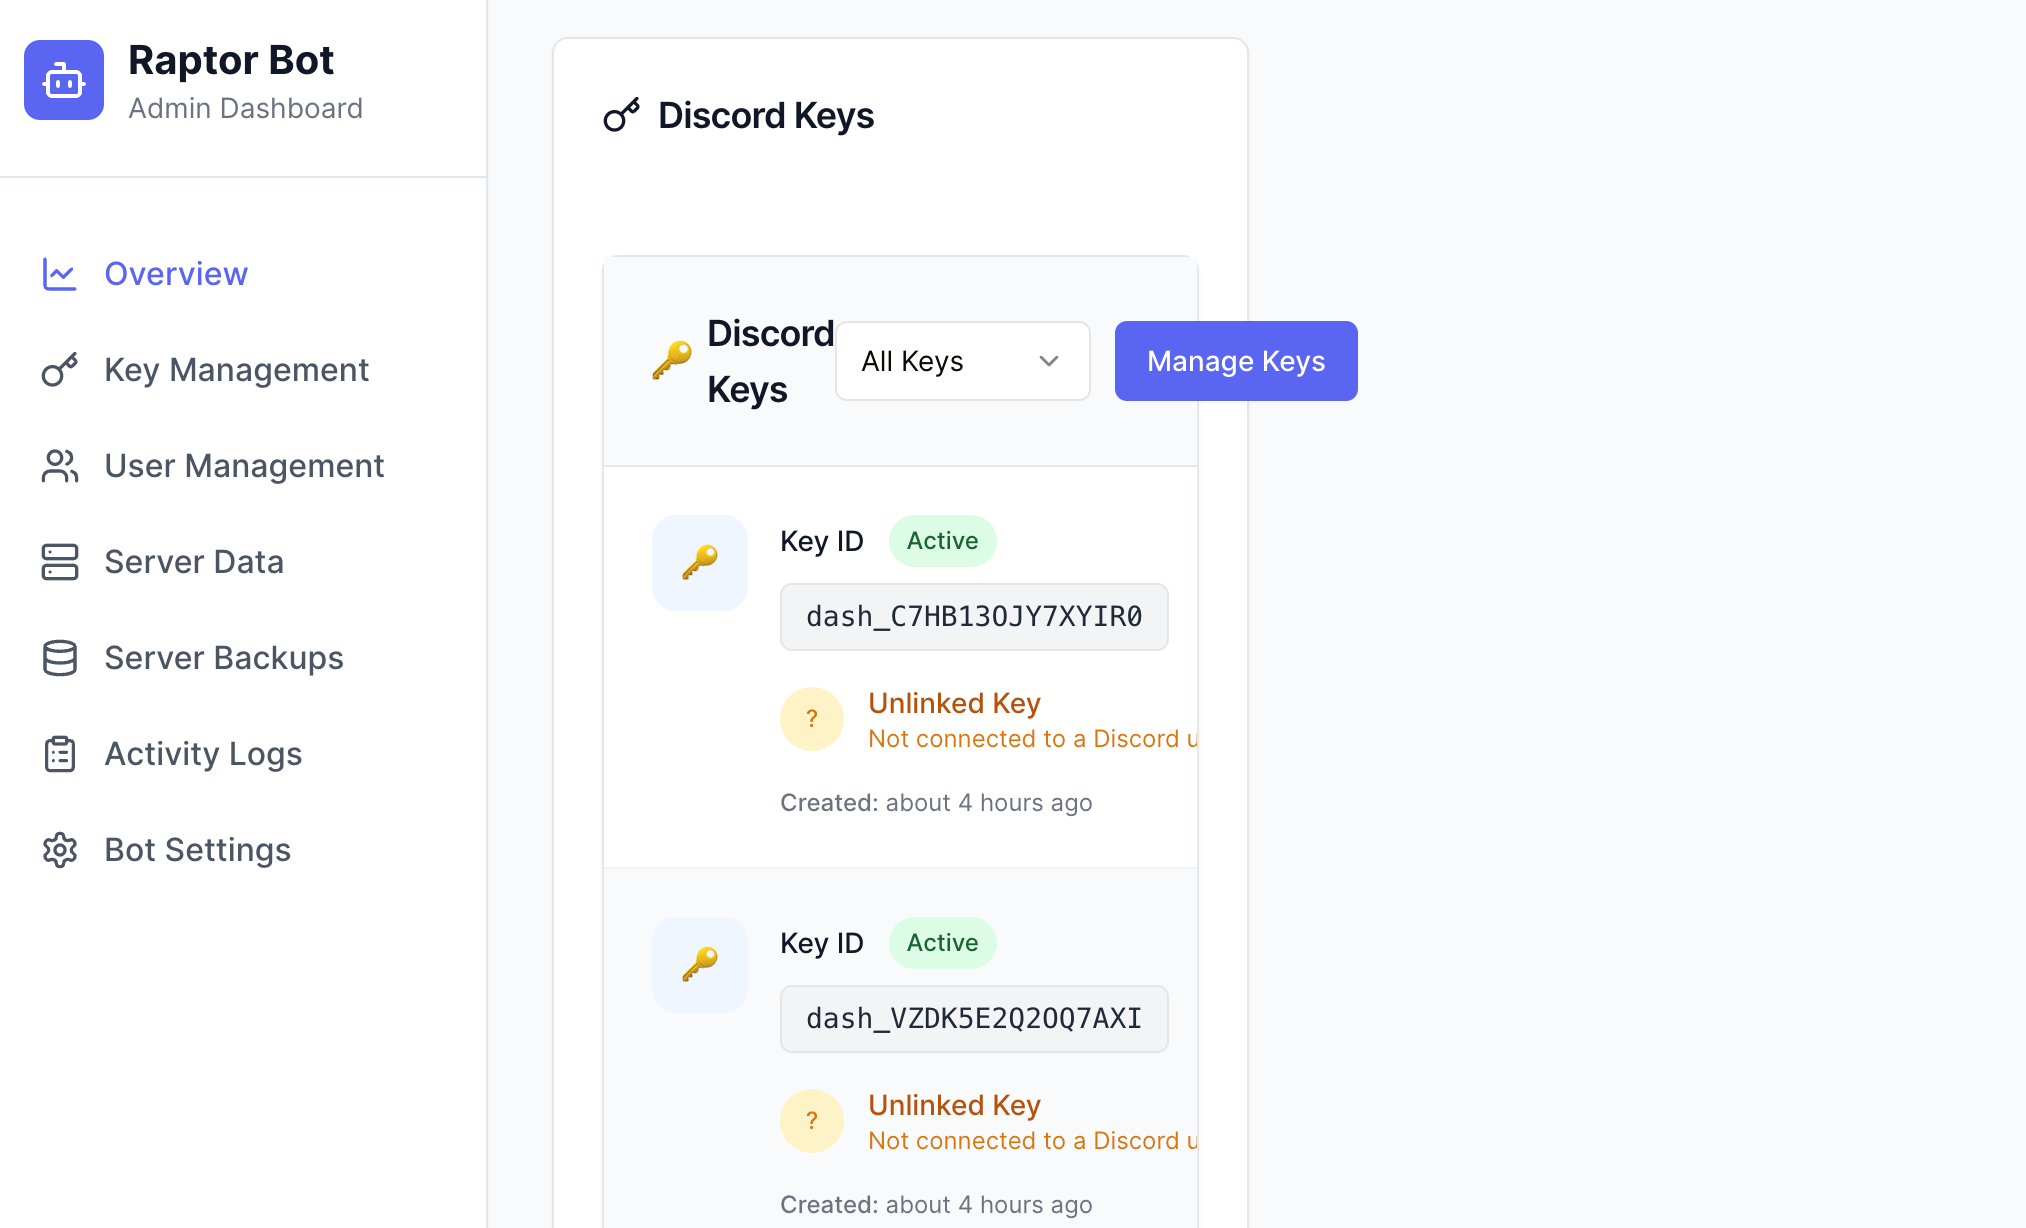 Raptor Bot
Admin Dashboard
Overview
Key Management
User Management
Server Data
Server Backups
Activity Logs
Bot Settings
Discord Keys
Discord
Keys
All Keys
Manage Keys
Key ID
Active
dash_C7HB13OJY7XYIR0
?
Unlinked Key
Not connected to a Discord u
Created: about 4 hours ago
Key ID
Active
dash_VZDK5E2Q2OQ7AXI
?
Unlinked Key
Not connected to a Discord u
Created: about 4 hours ago